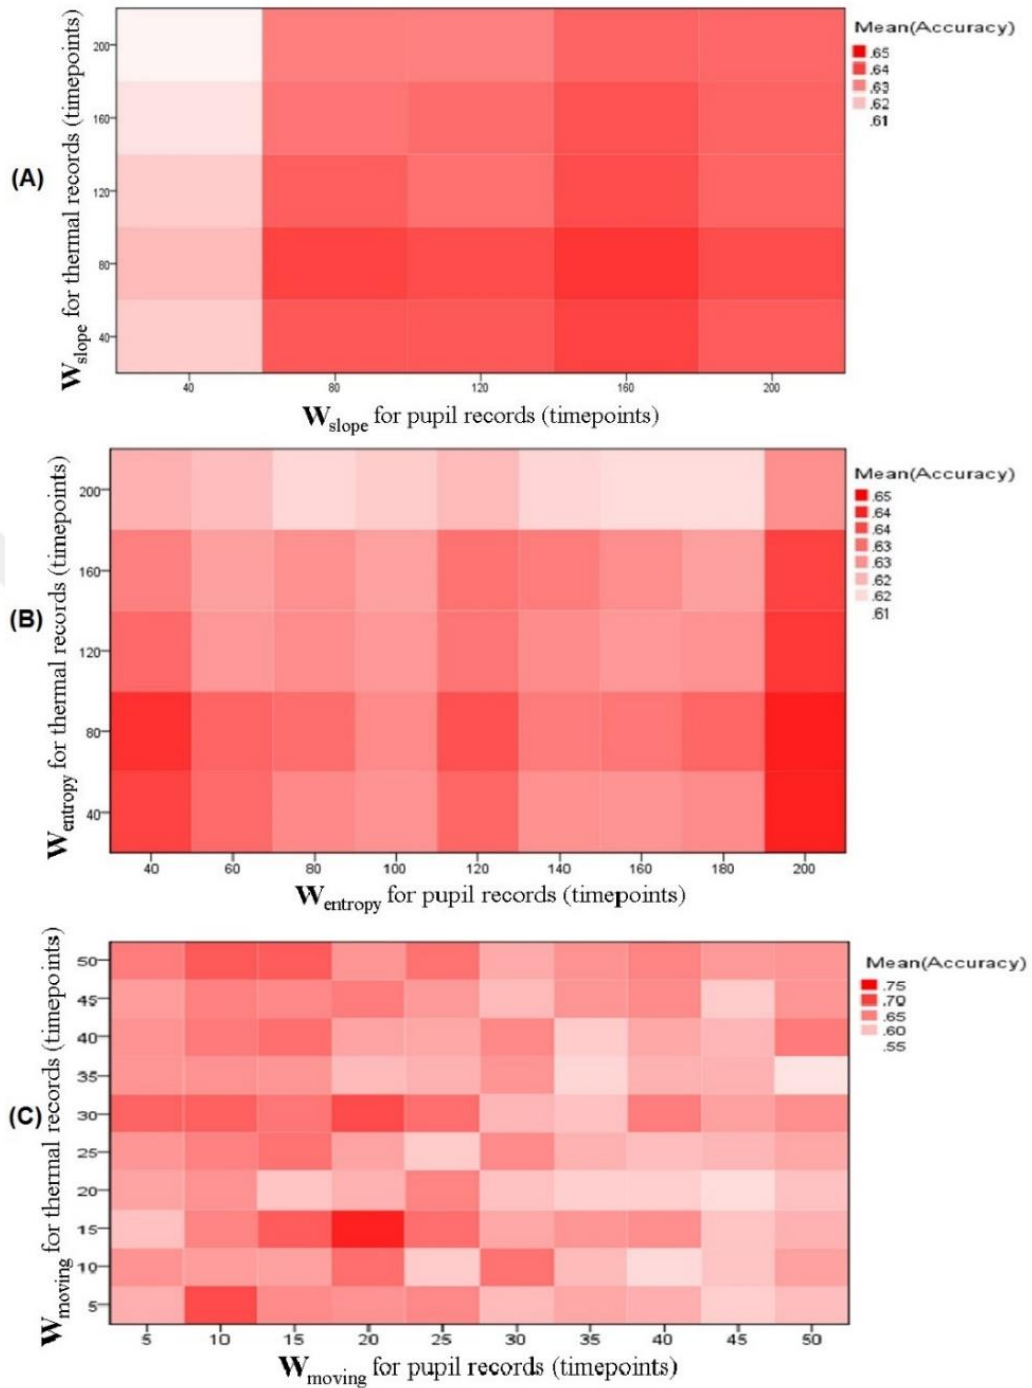 (A)
W_slope for thermal records (timepoints)
200
160
120
80
40
40 80 120 160 200
W_slope for pupil records (timepoints)
Mean(Accuracy)
.65
.64
.63
.62
.61
(B)
W_entropy for thermal records (timepoints)
200
160
120
80
40
40 60 80 100 120 140 160 180 200
W_entropy for pupil records (timepoints)
Mean(Accuracy)
.65
.64
.64
.63
.63
.62
.62
.61
(C)
W_moving for thermal records (timepoints)
50
45
40
35
30
25
20
15
10
5
5 10 15 20 25 30 35 40 45 50
W_moving for pupil records (timepoints)
Mean(Accuracy)
.75
.70
.65
.60
.55